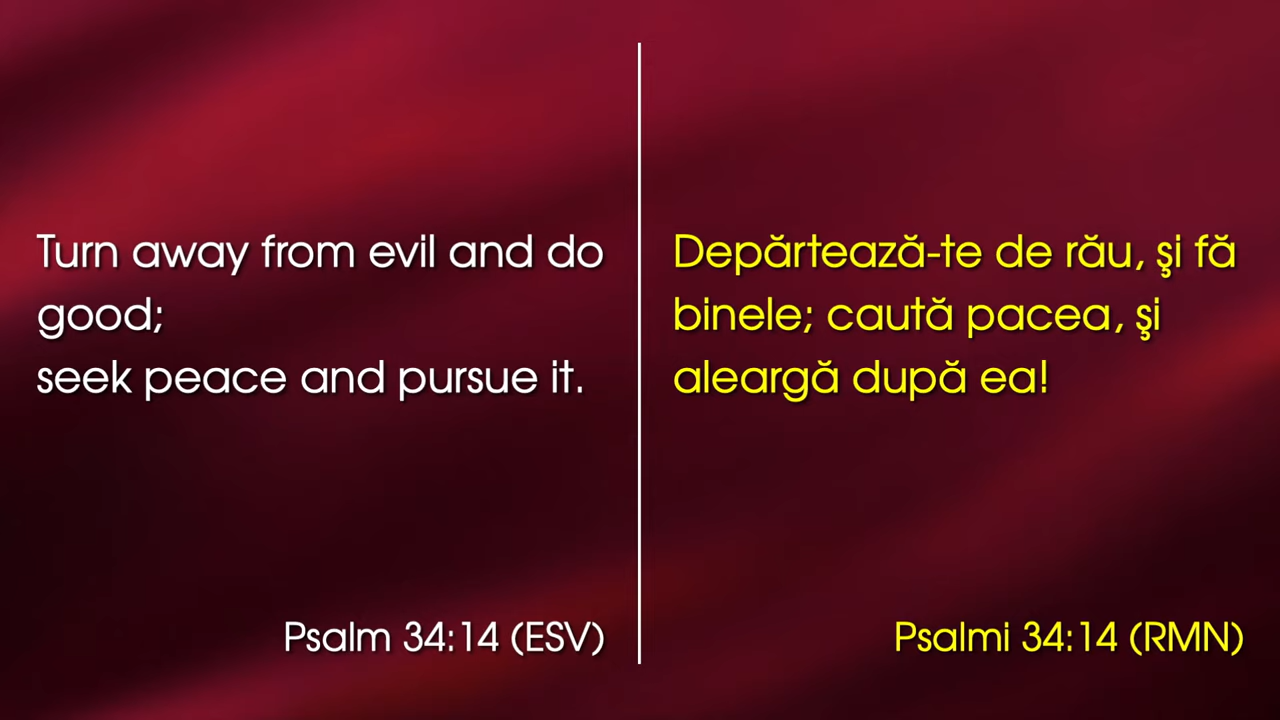 Turn away from evil and do
good;
seek peace and pursue it.
Psalm 34:14 (ESV)
Depărtează-te de rău, şi fă
binele; caută pacea, şi
aleargă după ea!
Psalmi 34:14 (RMN)